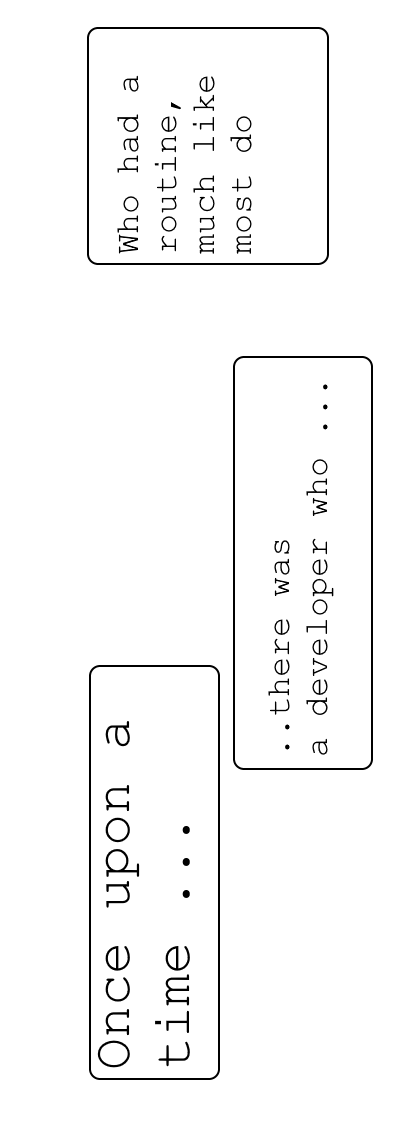 Once upon a
time ...
..there was
a developer who ...
Who had a
routine,
much like
most do